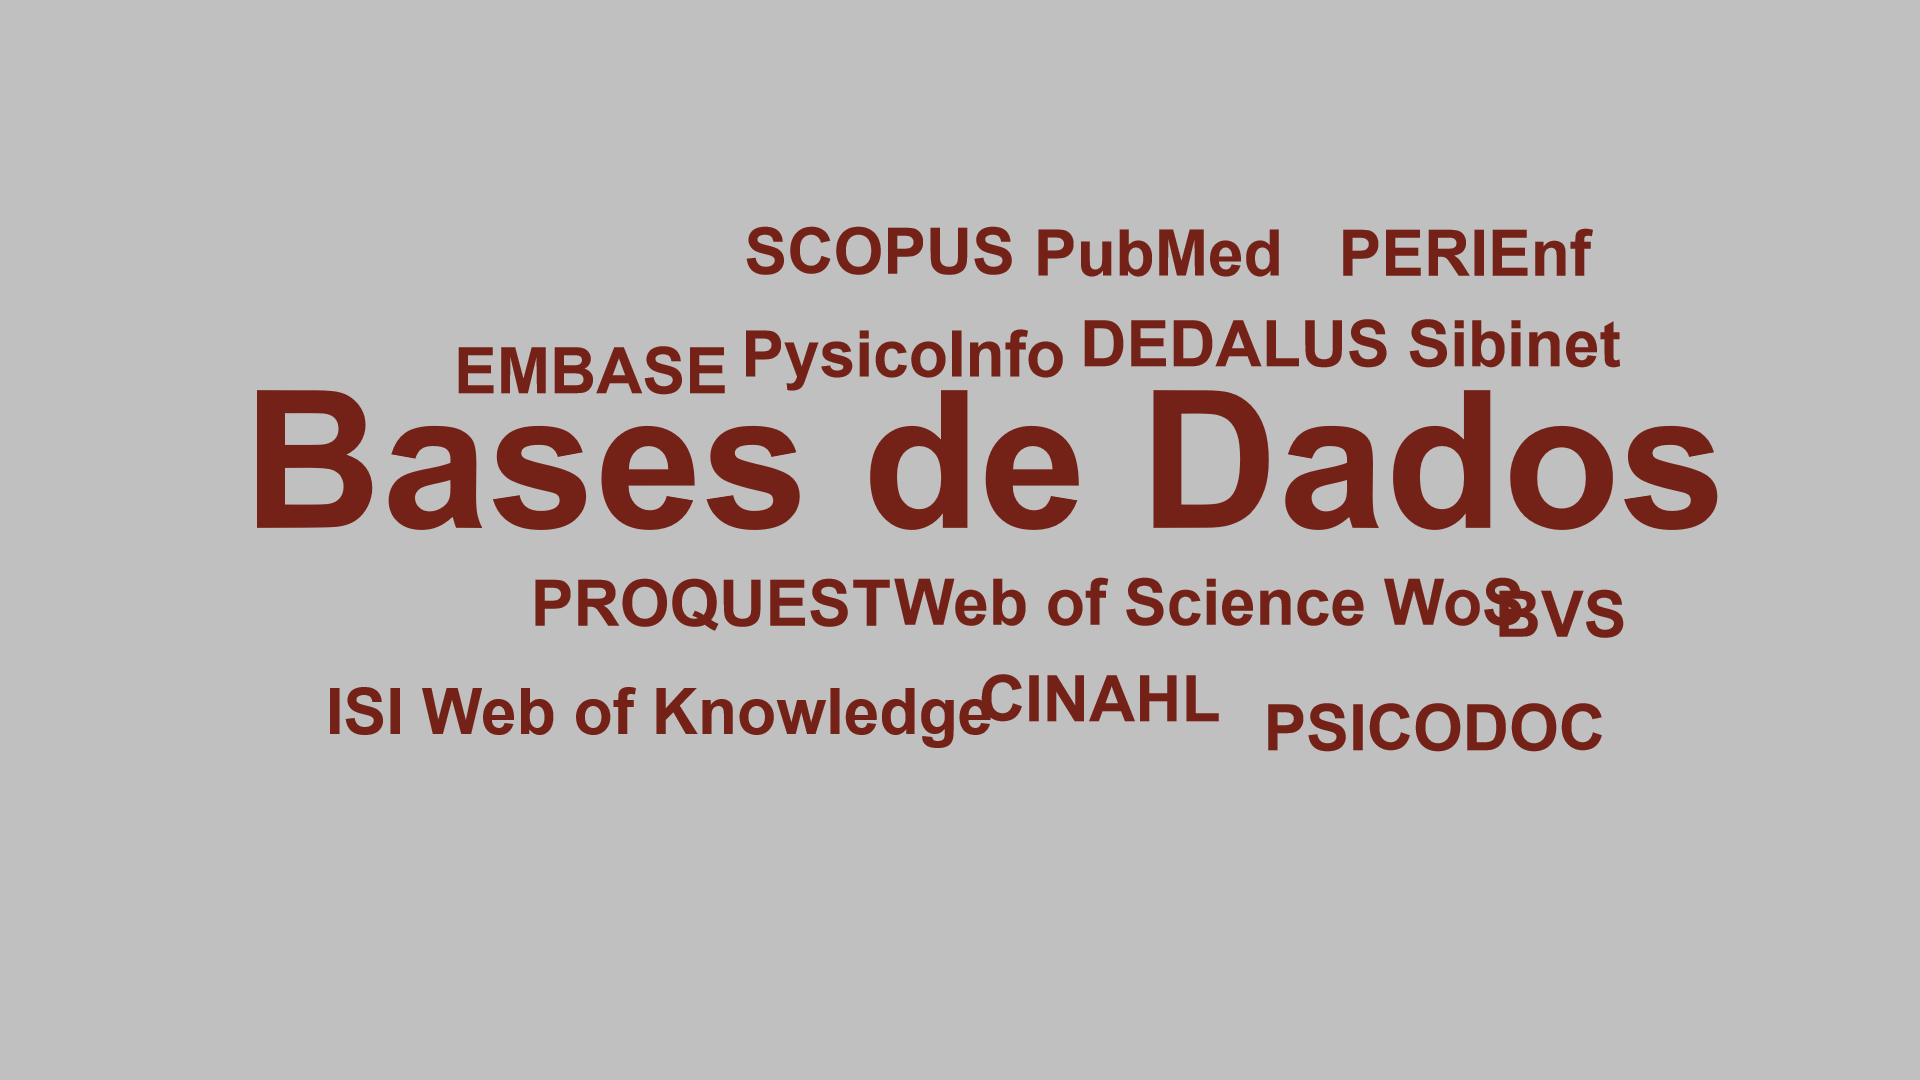 SCOPUS PubMed PERIEnf
EMBASE PysicoInfo DEDALUS Sibinet
Bases de Dados
PROQUEST Web of Science WoS BVS
ISI Web of Knowledge CINAHL PSICODOC